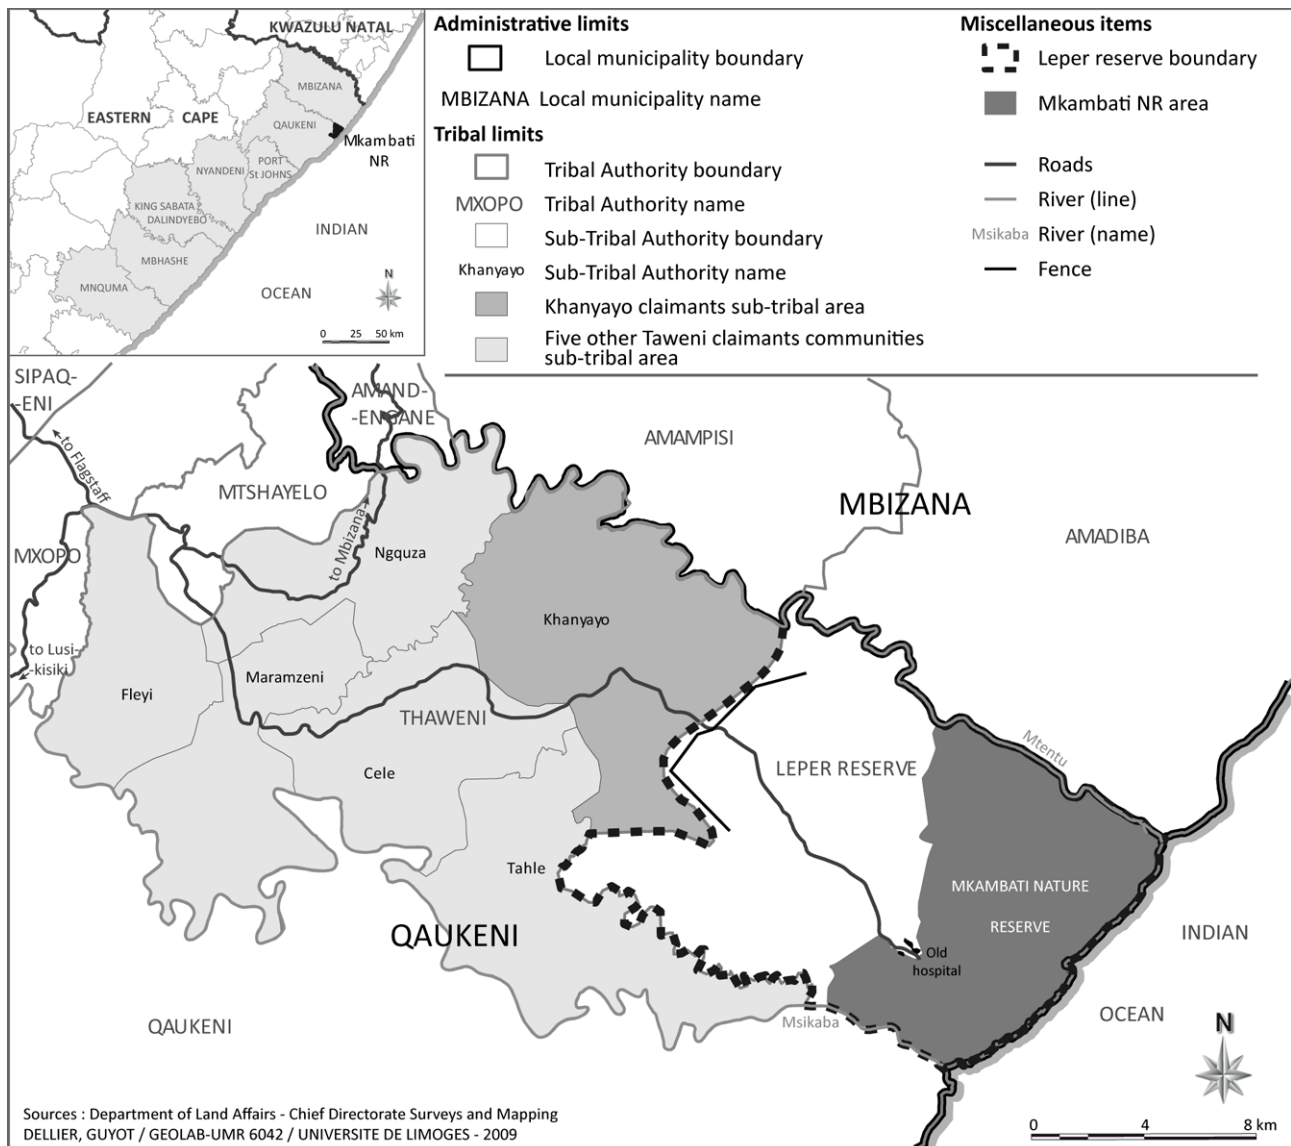 KWAZULU NATAL
MBIZANA
EASTERN CAPE
QAUKENI
Mkambati
NR
NYANDENI
PORT
St JOHNS
KING SABATA
DALINDYEBO
INDIAN
MBHASHE
MNQUMA
OCEAN
N
0 25 50 km
Administrative limits
Local municipality boundary
MBIZANA Local municipality name
Tribal limits
Tribal Authority boundary
MXOPO Tribal Authority name
Sub-Tribal Authority boundary
Khanyayo Sub-Tribal Authority name
Khanyayo claimants sub-tribal area
Five other Taweni claimants communities
sub-tribal area
Miscellaneous items
Leper reserve boundary
Mkambati NR area
Roads
River (line)
Msikaba River (name)
Fence
SIPAQ-
-ENI
AMAND-
-ENGANE
AMAMPISI
to Flagstaff
MTSHAYELO
MBIZANA
to Mbizana
MXOPO
Ngquza
AMADIBA
Khanyayo
to Lusi-
-kisiki
Maramzeni
Fleyi
THAWENI
Mtentu
Cele
LEPER RESERVE
Tahle
MKAMBATI NATURE
RESERVE
QAUKENI
INDIAN
Old
hospital
QAUKENI
Msikaba
OCEAN
N
Sources : Department of Land Affairs - Chief Directorate Surveys and Mapping
DELLIER, GUYOT / GEOLAB-UMR 6042 / UNIVERSITE DE LIMOGES - 2009
0 4 8 km